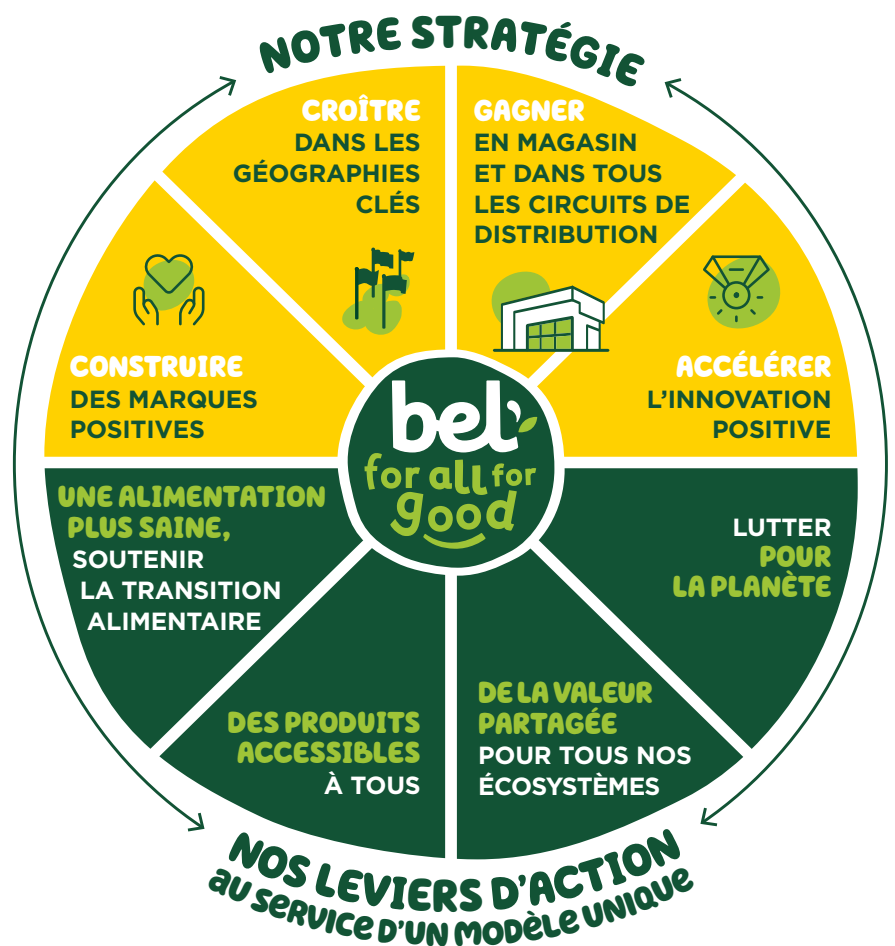 NOTRE STRATÉGIE
CROÎTRE
DANS LES
GÉOGRAPHIES
CLÉS
GAGNER
EN MAGASIN
ET DANS TOUS
LES CIRCUITS DE
DISTRIBUTION
CONSTRUIRE
DES MARQUES
POSITIVES
ACCÉLÉRER
L'INNOVATION
POSITIVE
bel
for all for
good
UNE ALIMENTATION
PLUS SAINE,
SOUTENIR
LA TRANSITION
ALIMENTAIRE
LUTTER
POUR
LA PLANÈTE
DES PRODUITS
ACCESSIBLES
À TOUS
DE LA VALEUR
PARTAGÉE
POUR TOUS NOS
ÉCOSYSTÈMES
NOS LEVIERS D'ACTION
AU SERVICE D'UN MODÈLE UNIQUE